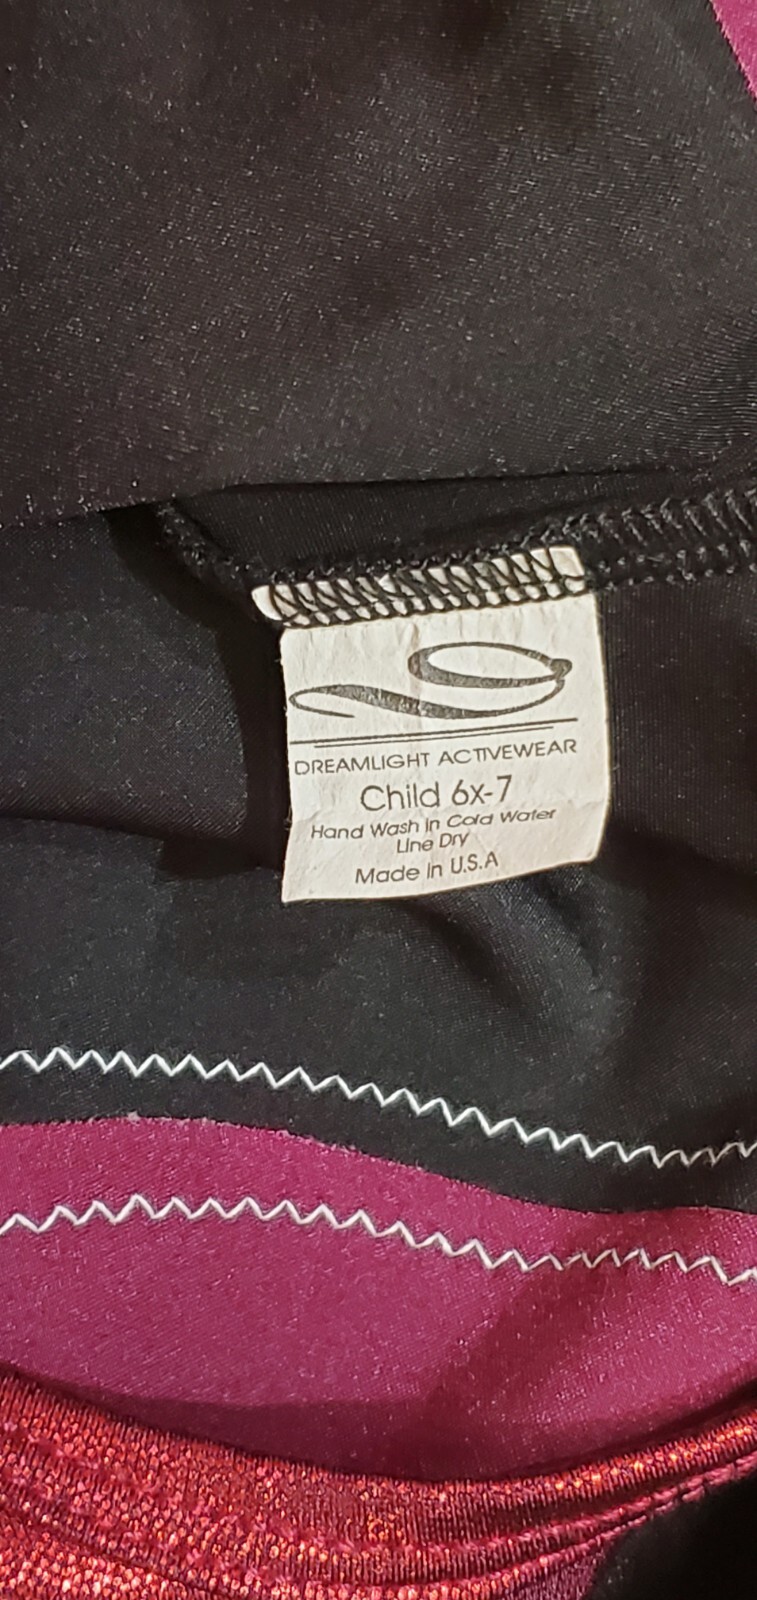 DREAMLIGHT ACTIVEWEAR
Child 6x-7
Hand Wash In Cold Water
Line Dry
Made In U.S.A